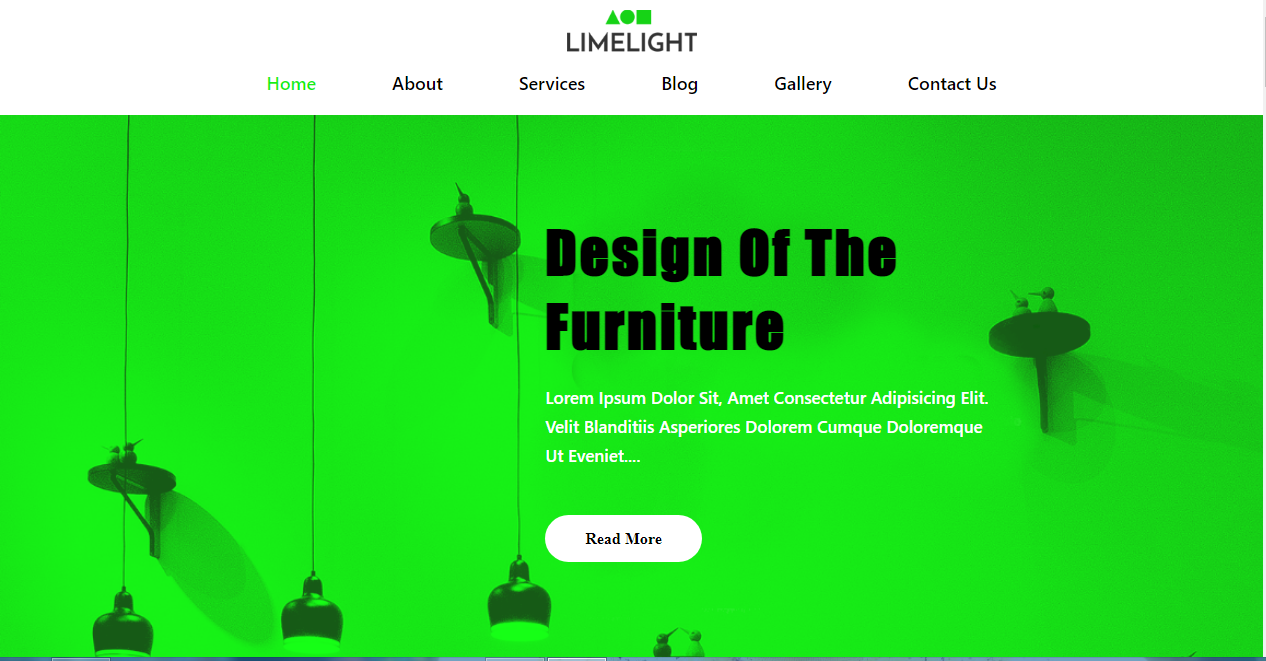 LIMELIGHT
Home About Services Blog Gallery Contact Us
Design Of The
Furniture
Lorem Ipsum Dolor Sit, Amet Consectetur Adipisicing Elit.
Velit Blanditiis Asperiores Dolorem Cumque Doloremque
Ut Eveniet....
Read More